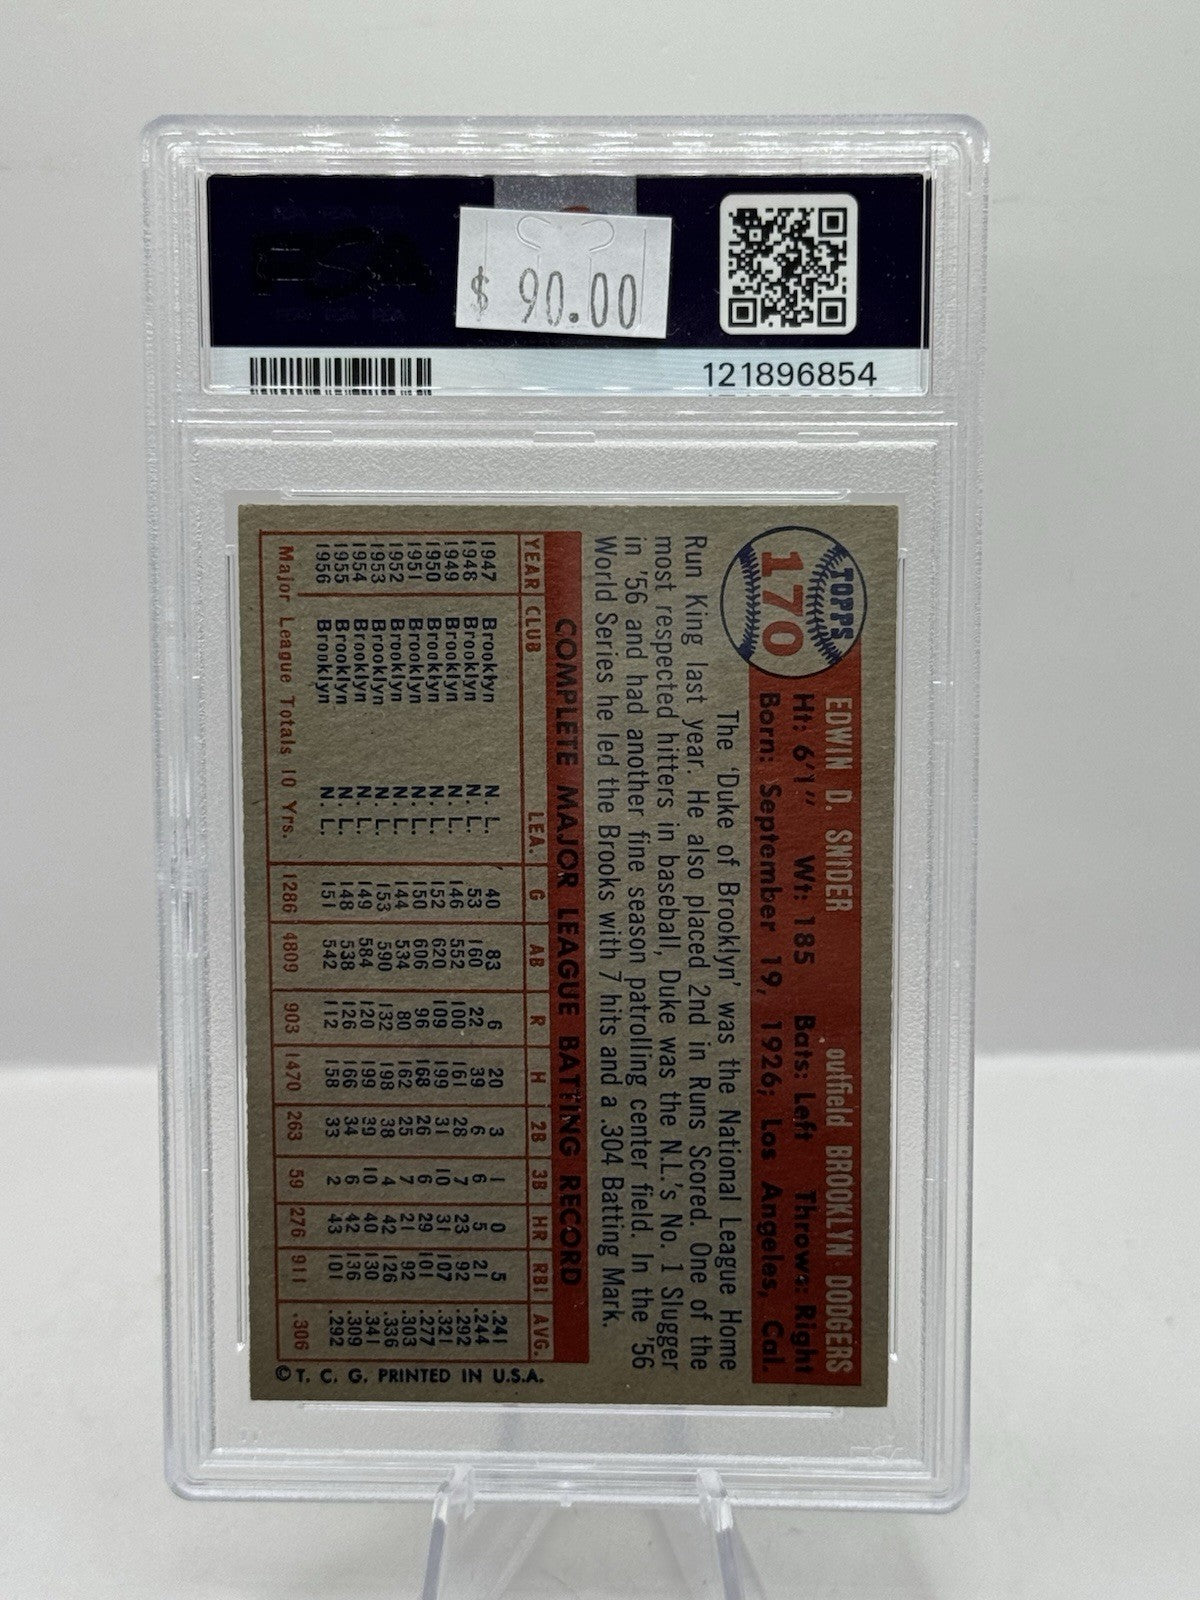 $ 90.00
121896854
TOPPS
170
EDWIN D. SNIDER outfield BROOKLYN DODGERS
Ht: 6'1" Wt: 185 Bats: Left Throws: Right
Born: September 19, 1926; Los Angeles, Cal.
The 'Duke of Brooklyn' was the National League Home
Run King last year. He also placed 2nd in Runs Scored. One of the
most respected hitters in baseball, Duke was the N.L.'s No. 1 Slugger
in '56 and had another fine season patrolling center field. In the '56
World Series he led the Brooks with 7 hits and a .304 Batting Mark.
COMPLETE MAJOR LEAGUE BATTING RECORD
YEAR CLUB LEA. G AB R H 2B 3B HR RBI AVG.
1947 Brooklyn N. L. 40 83 6 20 3 1 0 5 .241
1948 Brooklyn N. L. 53 160 22 39 6 6 5 21 .244
1949 Brooklyn N. L. 146 552 100 161 28 7 23 92 .292
1950 Brooklyn N. L. 152 620 109 199 31 10 31 107 .321
1951 Brooklyn N. L. 150 606 96 168 26 6 29 101 .277
1952 Brooklyn N. L. 144 534 80 162 25 7 21 92 .303
1953 Brooklyn N. L. 153 590 132 198 38 4 42 126 .336
1954 Brooklyn N. L. 149 584 120 199 39 10 40 130 .341
1955 Brooklyn N. L. 148 538 126 166 34 6 42 136 .309
1956 Brooklyn N. L. 151 542 112 158 33 2 43 101 .292
Major League Totals 10 Yrs. 1286 4809 903 1470 263 59 276 911 .306
© T. C. G. PRINTED IN U.S.A.